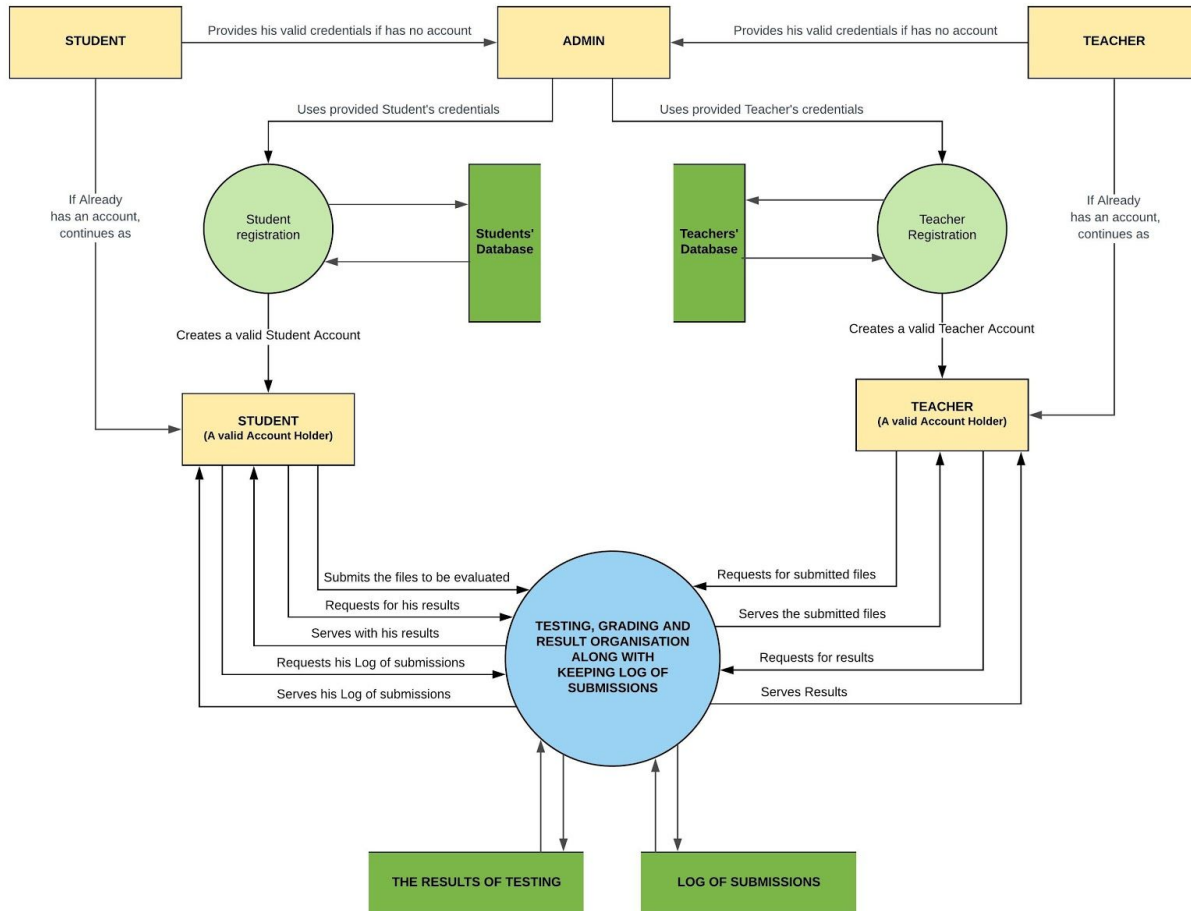 STUDENT
Provides his valid credentials if has no account
ADMIN
Provides his valid credentials if has no account
TEACHER
Uses provided Student's credentials
Uses provided Teacher's credentials
If Already
has an account,
continues as
Student
registration
Students'
Database
Teachers'
Database
Teacher
Registration
If Already
has an account,
continues as
Creates a valid Student Account
Creates a valid Teacher Account
STUDENT
(A valid Account Holder)
TEACHER
(A valid Account Holder)
Submits the files to be evaluated
Requests for his results
Serves with his results
Requests his Log of submissions
Serves his Log of submissions
TESTING, GRADING AND
RESULT ORGANISATION
ALONG WITH
KEEPING LOG OF
SUBMISSIONS
Requests for submitted files
Serves the submitted files
Requests for results
Serves Results
THE RESULTS OF TESTING
LOG OF SUBMISSIONS